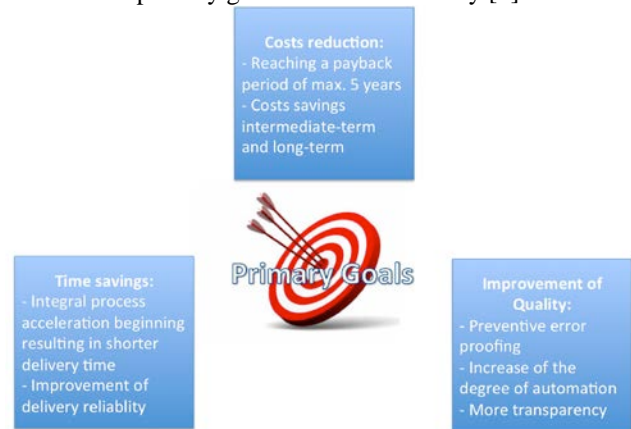 Costs reduction:
- Reaching a payback
period of max. 5 years
- Costs savings
intermediate-term
and long-term
Primary Goals
Time savings:
- Integral process
acceleration beginning
resulting in shorter
delivery time
- Improvement of
delivery reliablity
Improvement of
Quality:
- Preventive error
proofing
- Increase of the
degree of automation
- More transparency